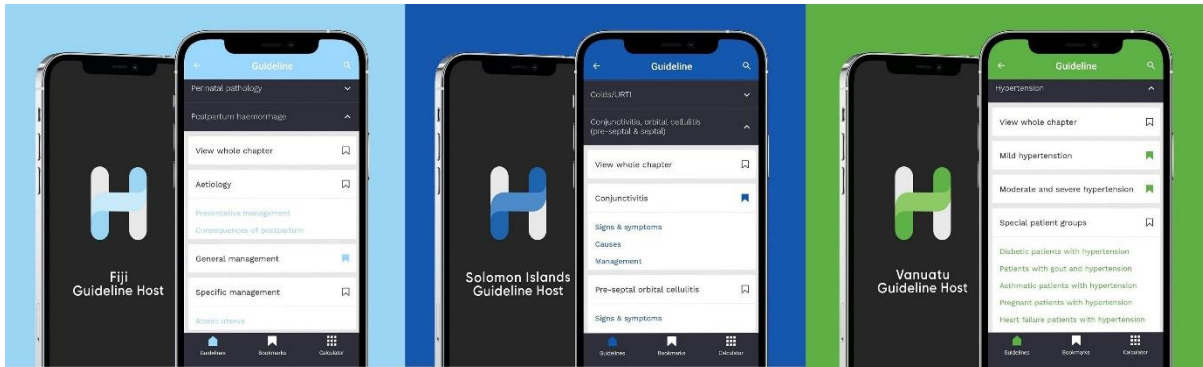 Fiji
Guideline Host
Guideline
Perinatal pathology
Postpartum haemorrhage
View whole chapter
Aetiology
Preventative management
Consequences of postpartum
General management
Specific management
Atonic uterus
Guidelines Bookmarks Calculator
Solomon Islands
Guideline Host
Guideline
Colds/URTI
Conjunctivitis, orbital cellulitis
(pre-septal & septal)
View whole chapter
Conjunctivitis
Signs & symptoms
Causes
Management
Pre-septal orbital cellulitis
Signs & symptoms
Guidelines Bookmarks Calculator
Vanuatu
Guideline Host
Guideline
Hypertension
View whole chapter
Mild hypertenstion
Moderate and severe hypertension
Special patient groups
Diabetic patients with hypertension
Patients with gout and hypertension
Asthmatic patients with hypertension
Pregnant patients with hypertension
Heart failure patients with hypertension
Guidelines Bookmarks Calculator